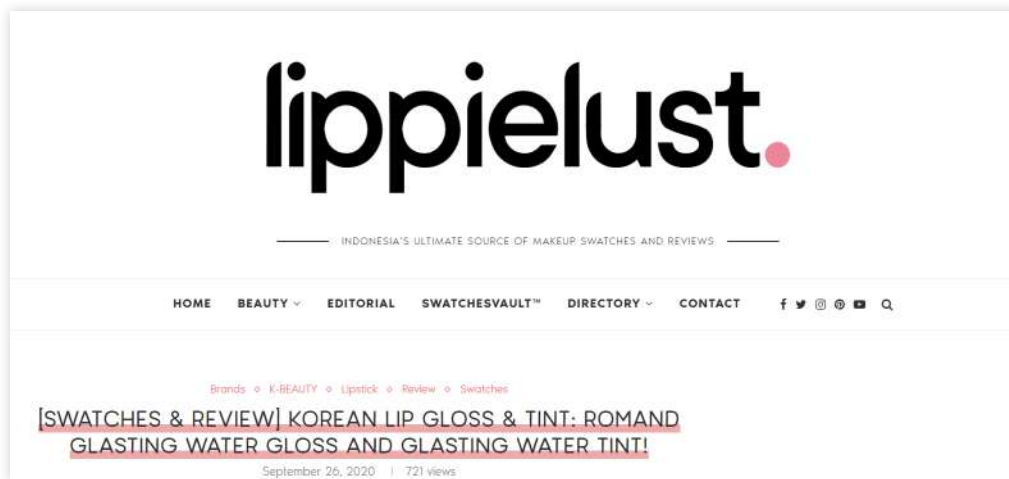 lippielust.
INDONESIA'S ULTIMATE SOURCE OF MAKEUP SWATCHES AND REVIEWS
HOME BEAUTY EDITORIAL SWATCHESVAULT™ DIRECTORY CONTACT
Brands K-BEAUTY Lipstick Review Swatches
[SWATCHES & REVIEW] KOREAN LIP GLOSS & TINT: ROMAND
GLASTING WATER GLOSS AND GLASTING WATER TINT!
September 26, 2020 | 721 views